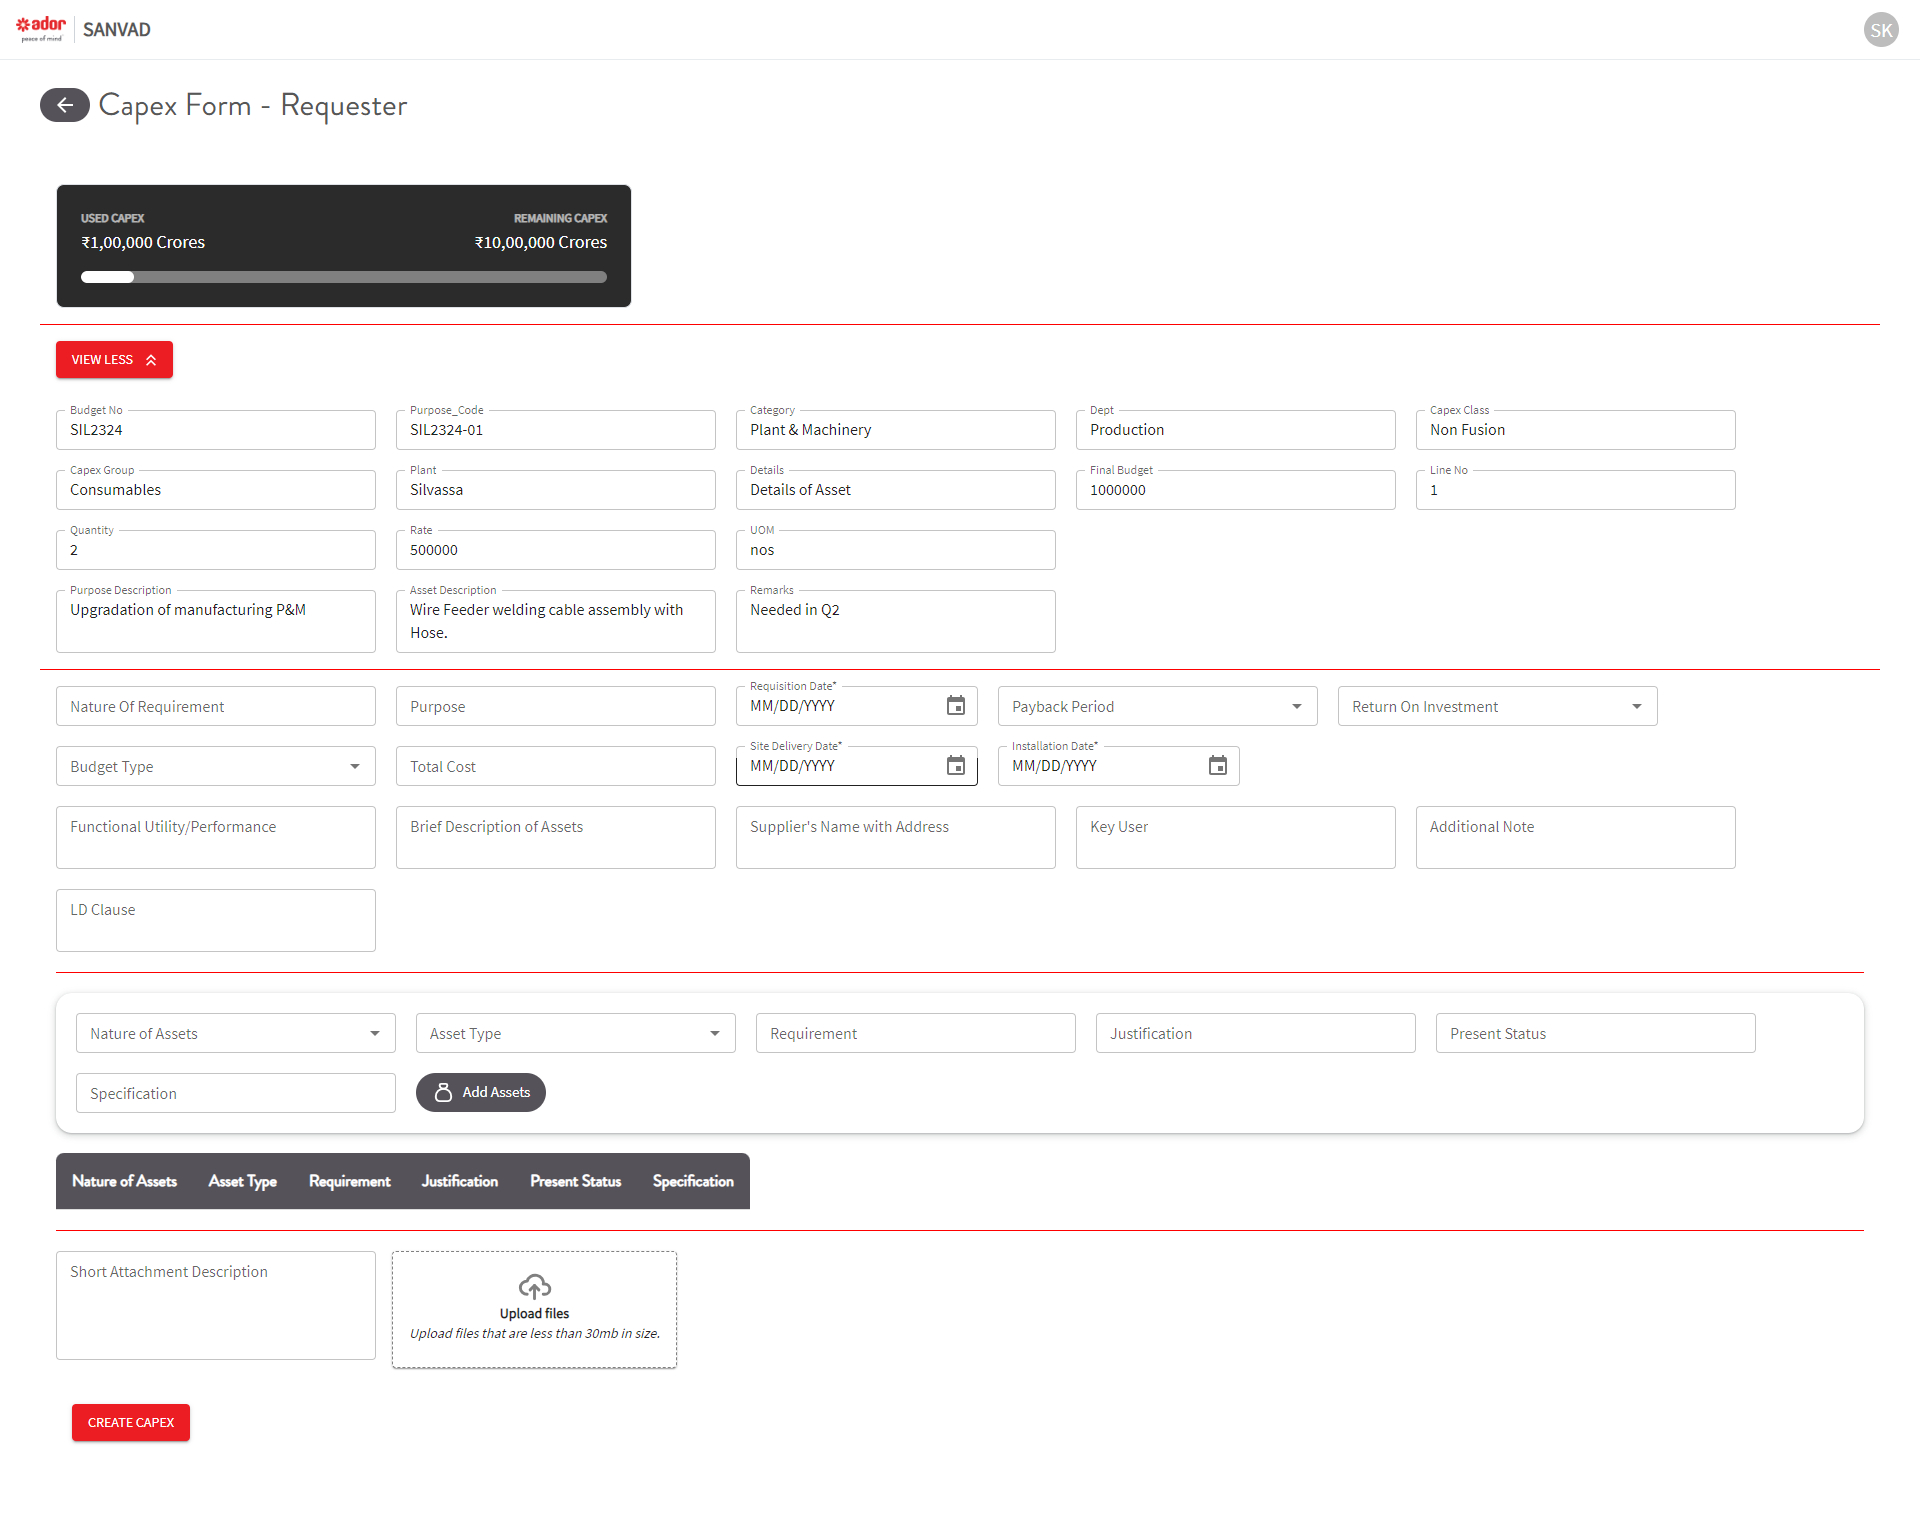 ador
peace of mind
SANVAD
SK
Capex Form - Requester
USED CAPEX
REMAINING CAPEX
₹1,00,000 Crores
₹10,00,000 Crores
VIEW LESS
Budget No
SIL2324
Purpose_Code
SIL2324-01
Category
Plant & Machinery
Dept
Production
Capex Class
Non Fusion
Capex Group
Consumables
Plant
Silvassa
Details
Details of Asset
Final Budget
1000000
Line No
1
Quantity
2
Rate
500000
UOM
nos
Purpose Description
Upgradation of manufacturing P&M
Asset Description
Wire Feeder welding cable assembly with
Hose.
Remarks
Needed in Q2
Nature Of Requirement
Purpose
Requisition Date*
MM/DD/YYYY
Payback Period
Return On Investment
Budget Type
Total Cost
Site Delivery Date*
MM/DD/YYYY
Installation Date*
MM/DD/YYYY
Functional Utility/Performance
Brief Description of Assets
Supplier's Name with Address
Key User
Additional Note
LD Clause
Nature of Assets
Asset Type
Requirement
Justification
Present Status
Specification
Add Assets
Nature of Assets
Asset Type
Requirement
Justification
Present Status
Specification
Short Attachment Description
Upload files
Upload files that are less than 30mb in size.
CREATE CAPEX